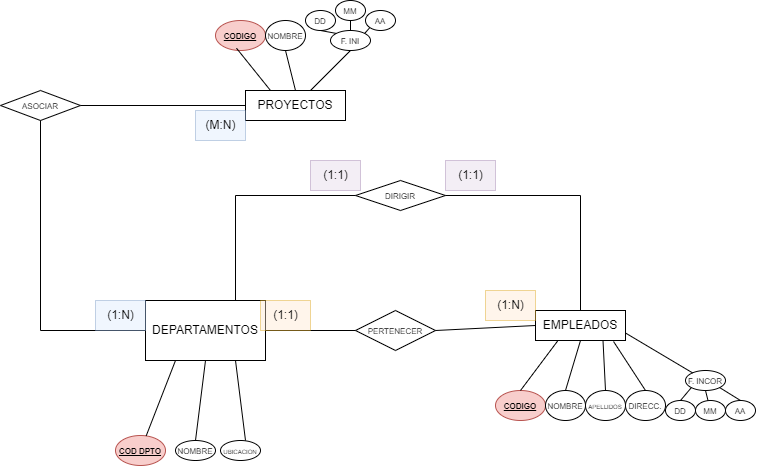 MM
DD
AA
CODIGO
NOMBRE
F. INI
ASOCIAR
PROYECTOS
(M:N)
(1:1)
(1:1)
DIRIGIR
(1:N)
(1:1)
(1:N)
DEPARTAMENTOS
PERTENECER
EMPLEADOS
F. INCOR
CODIGO
NOMBRE
APELLIDOS
DIRECC.
DD
MM
AA
COD DPTO
NOMBRE
UBICACION